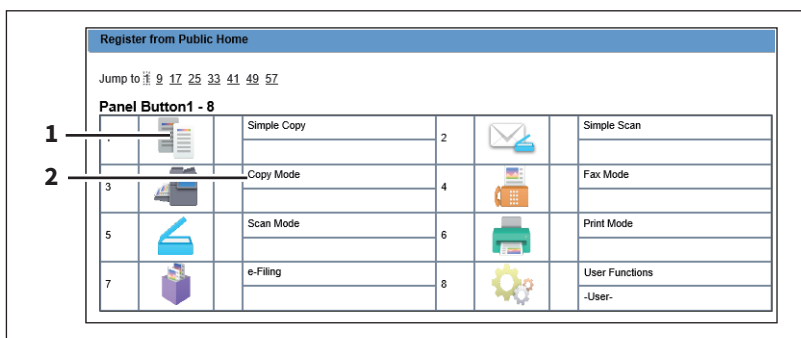 Register from Public Home
Jump to 1 9 17 25 33 41 49 57
Panel Button1 - 8
1
Simple Copy
2
Simple Scan
2
3
Copy Mode
4
Fax Mode
5
Scan Mode
6
Print Mode
7
e-Filing
8
User Functions
-User-